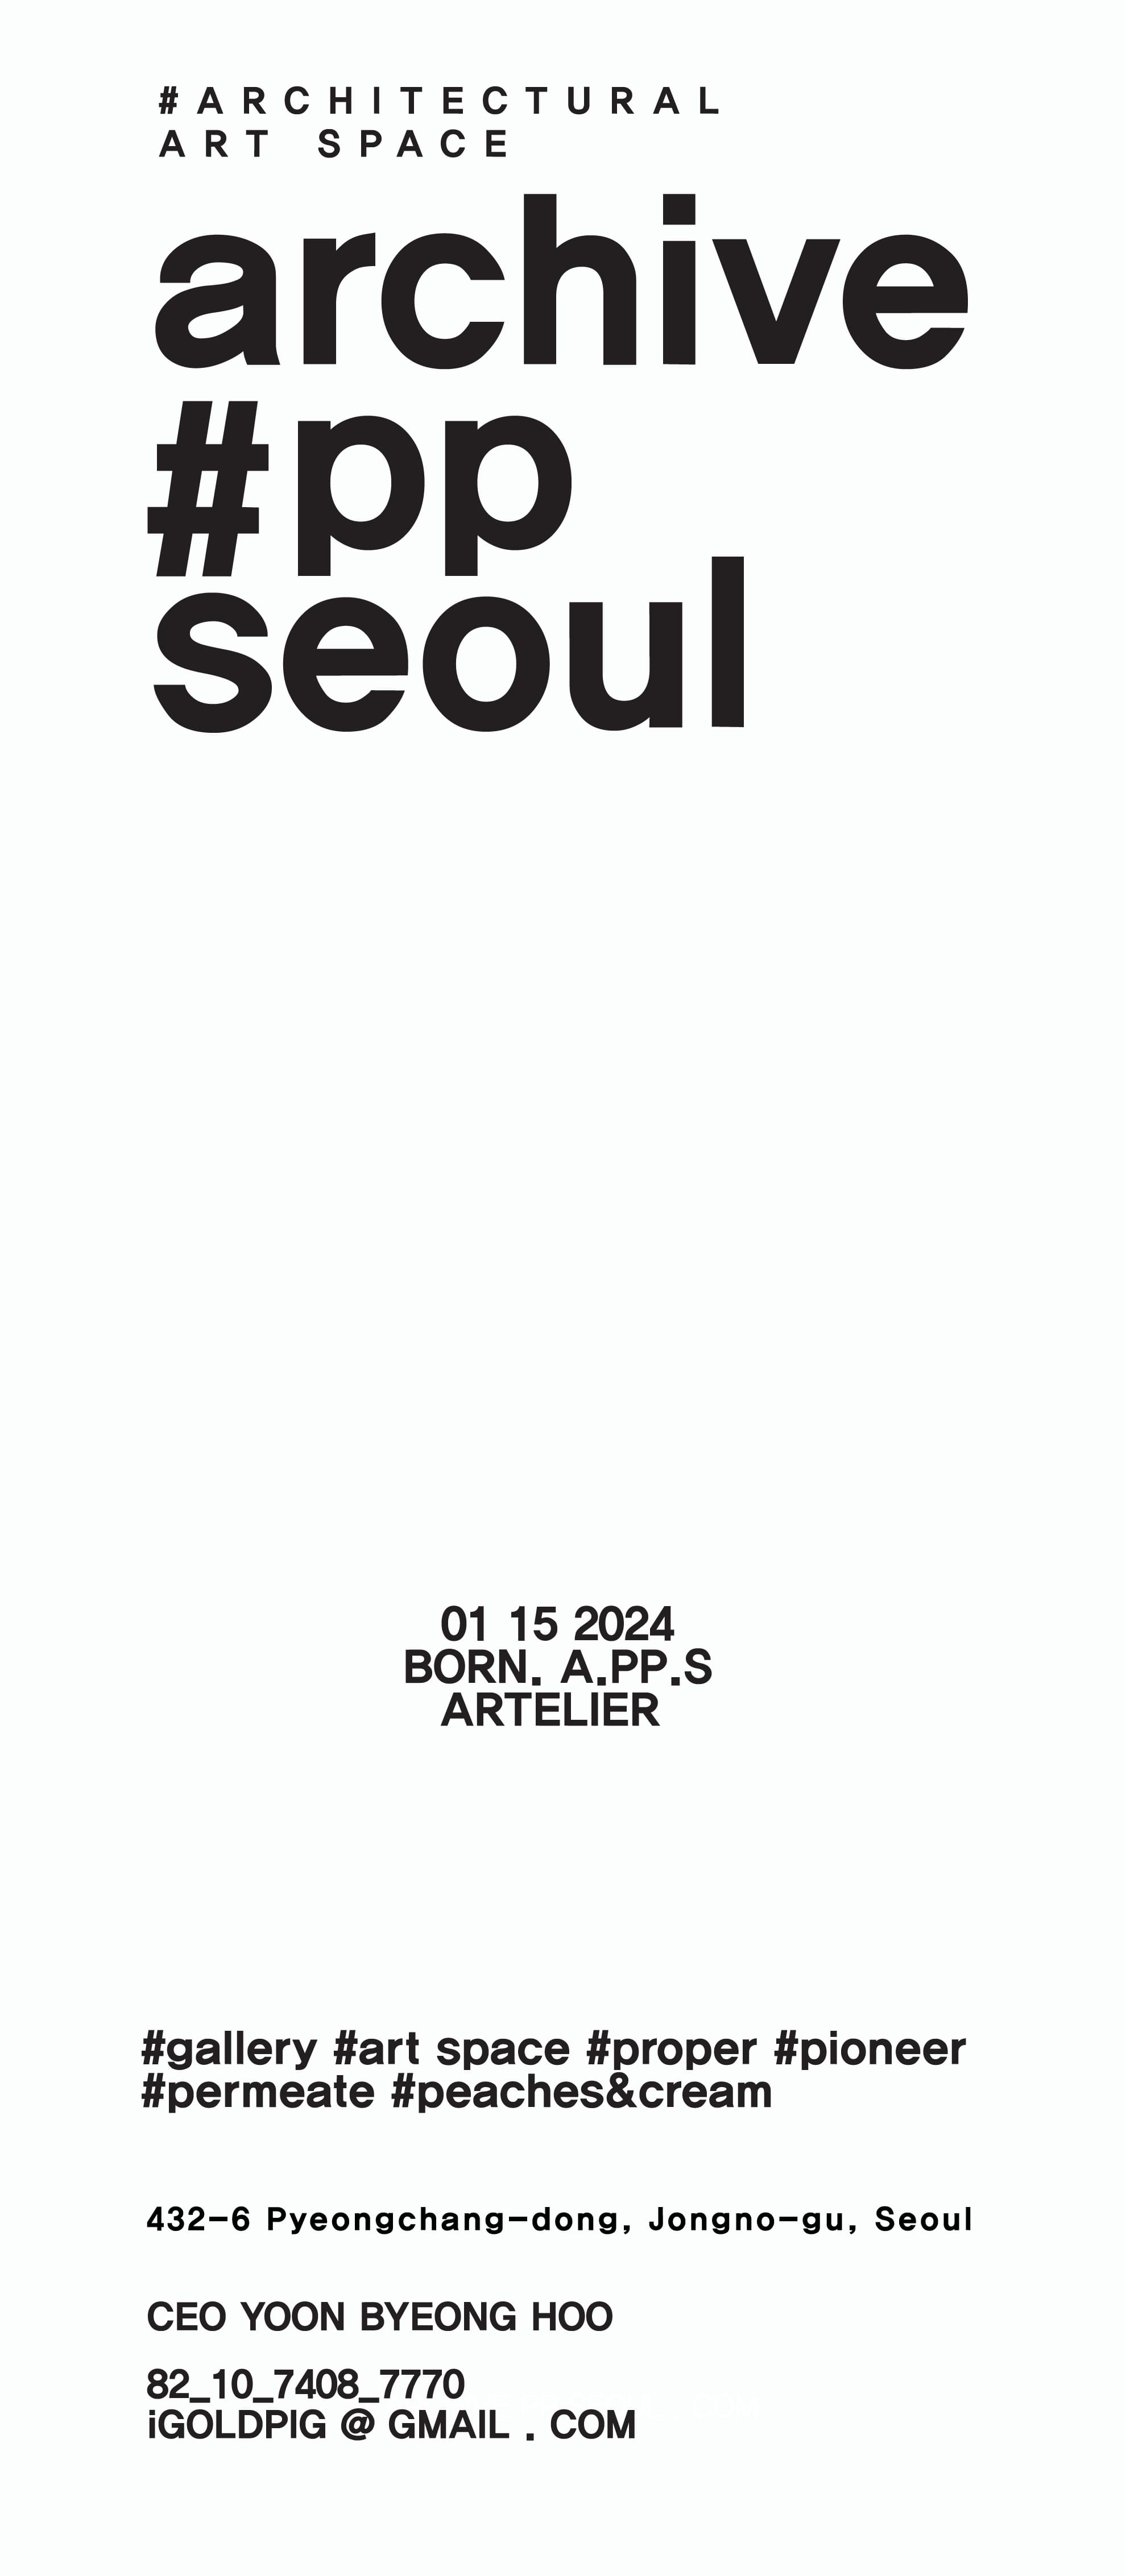 #ARCHITECTURAL
ART SPACE
archive
#pp
seoul
01 15 2024
BORN. A.PP.S
ARTELIER
#gallery #art space #proper #pioneer
#permeate #peaches&cream
432-6 Pyeongchang-dong, Jongno-gu, Seoul
CEO YOON BYEONG HOO
82_10_7408_7770
iGOLDPIG @ GMAIL . COM